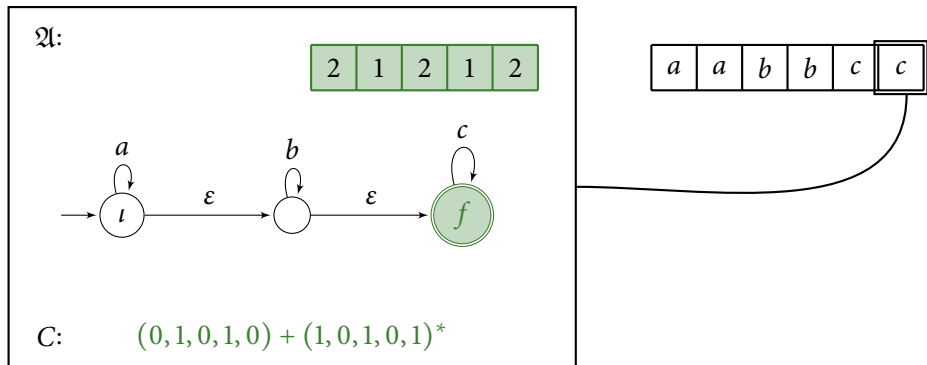 𝔄:
2 1 2 1 2
a a b b c c
a b c
ε ε
ι f
C: (0,1,0,1,0) + (1,0,1,0,1)*